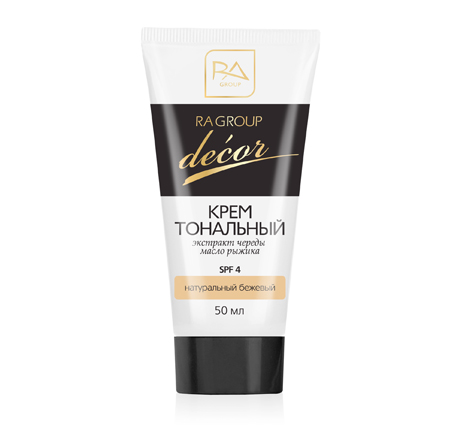 RA
GROUP
RA GROUP
décor
КРЕМ
ТОНАЛЬНЫЙ
экстракт череды
масло рыжика
SPF 4
натуральный бежевый
50 мл